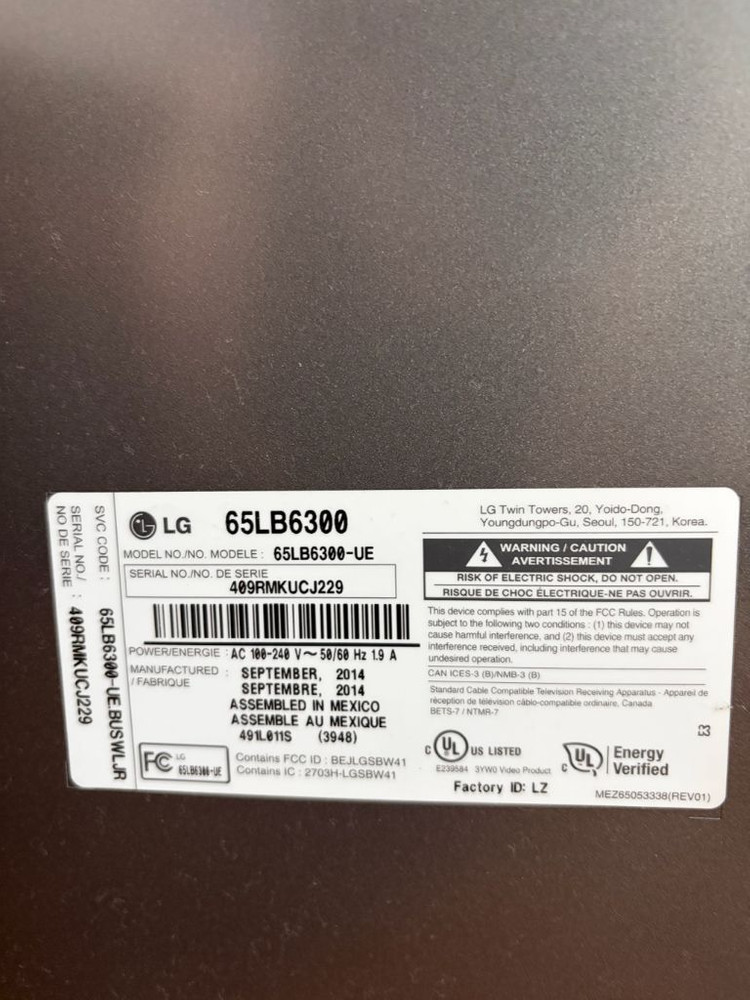 SERIAL NO./
NO DE SERIE : 409RMKUCJ229
SVC CODE : 65LB6300-UE.BUSWLJR
LG 65LB6300
MODEL NO./NO. MODELE : 65LB6300-UE
SERIAL NO./NO. DE SERIE
409RMKUCJ229
POWER/ENERGIE : AC 100-240 V～50/60 Hz 1.9 A
MANUFACTURED : SEPTEMBER, 2014
/ FABRIQUE SEPTEMBRE, 2014
ASSEMBLED IN MEXICO
ASSEMBLE AU MEXIQUE
491L011S (3948)
FC LG
65LB6300-UE
Contains FCC ID : BEJLGSBW41
Contains IC : 2703H-LGSBW41
LG Twin Towers, 20, Yoido-Dong,
Youngdungpo-Gu, Seoul, 150-721, Korea.
WARNING / CAUTION
AVERTISSEMENT
RISK OF ELECTRIC SHOCK, DO NOT OPEN.
RISQUE DE CHOC ÉLECTRIQUE-NE PAS OUVRIR.
This device complies with part 15 of the FCC Rules. Operation is
subject to the following two conditions : (1) this device may not
cause harmful interference, and (2) this device must accept any
interference received, including interference that may cause
undesired operation.
CAN ICES-3 (B)/NMB-3 (B)
Standard Cable Compatible Television Receiving Apparatus - Appareil de
réception de télévision câblo-compatible ordinaire, Canada
BETS-7 / NTMR-7
C UL US LISTED
E239584 3YW0 Video Product
C UL Energy
Verified
Factory ID: LZ
MEZ65053338(REV01)